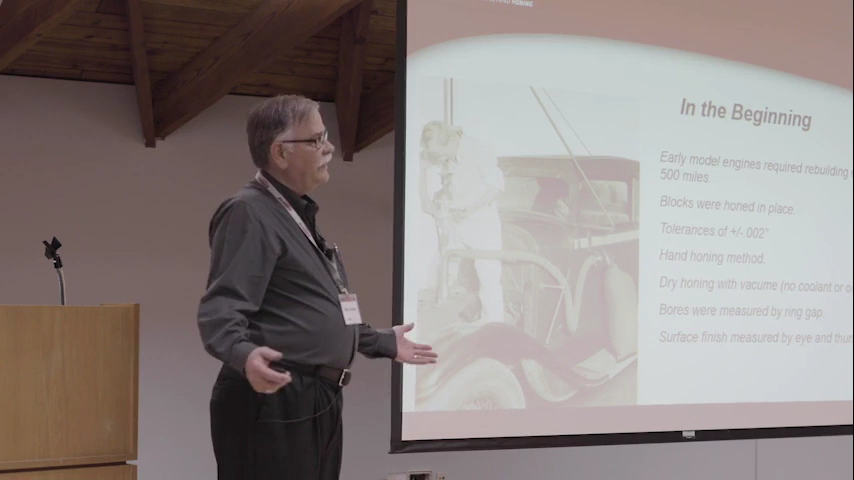 HONING
In the Beginning
Early model engines required rebuilding
500 miles.
Blocks were honed in place.
Tolerances of +/-.002"
Hand honing method.
Dry honing with vacume (no coolant or
Bores were measured by ring gap
Surface finish measured by eye and